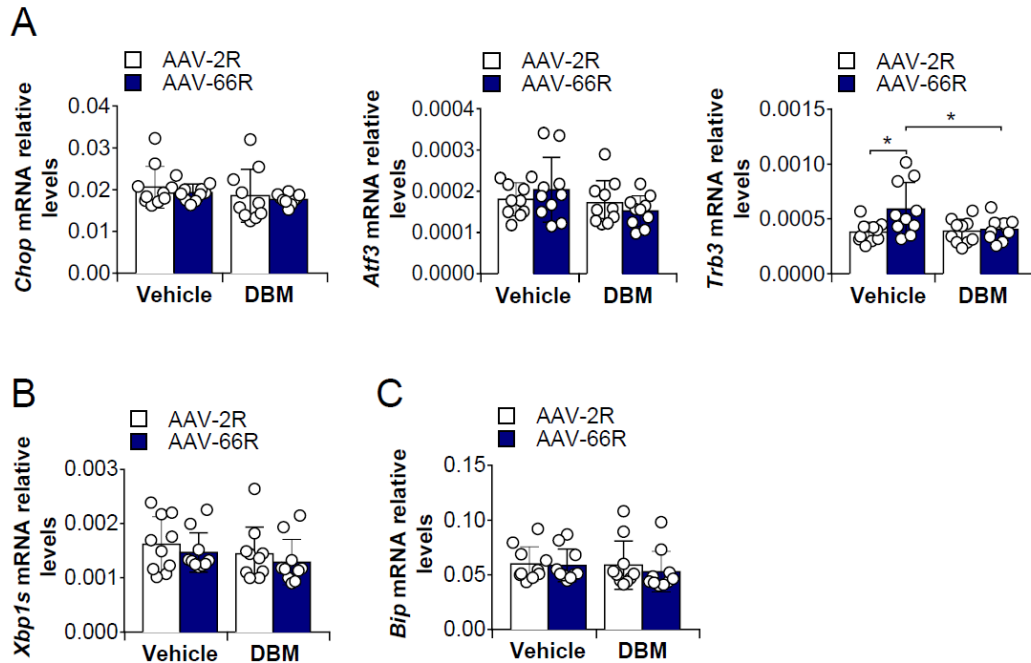 A
AAV-2R
AAV-66R
Chop mRNA relative
levels
0.04
0.03
0.02
0.01
0.00
Vehicle DBM
AAV-2R
AAV-66R
Atf3 mRNA relative
levels
0.0004
0.0003
0.0002
0.0001
0.0000
Vehicle DBM
AAV-2R
AAV-66R
Trb3 mRNA relative
levels
0.0015
0.0010
0.0005
0.0000
*
*
Vehicle DBM
B
AAV-2R
AAV-66R
Xbp1s mRNA relative
levels
0.003
0.002
0.001
0.000
Vehicle DBM
C
AAV-2R
AAV-66R
Bip mRNA relative
levels
0.15
0.10
0.05
0.00
Vehicle DBM